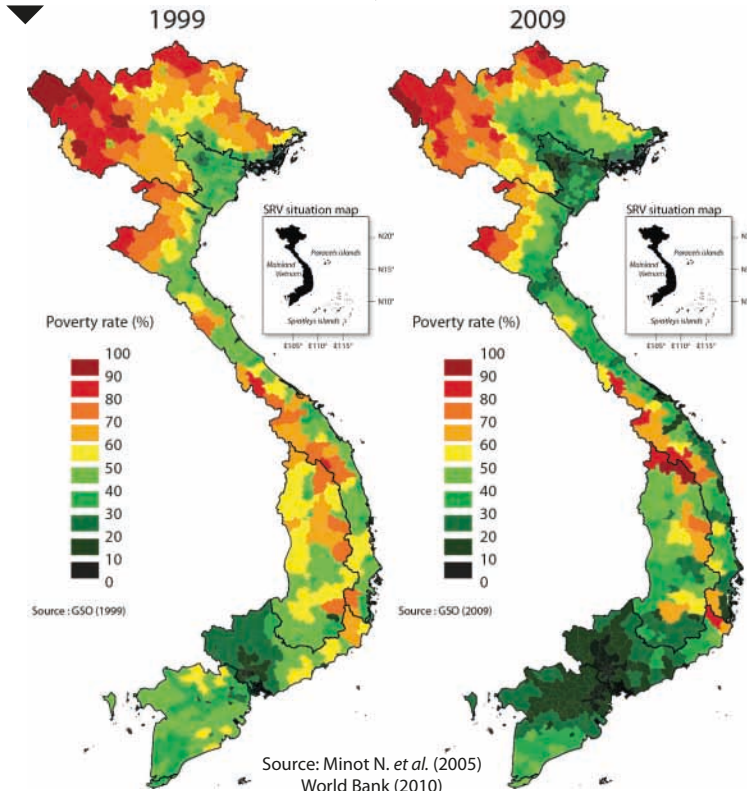 1999
2009
SRV situation map
Paracels islands
Mainland
Vietnam
Spratleys islands
N20°
N15°
N10°
E105° E110° E115°
Poverty rate (%)
100
90
80
70
60
50
40
30
20
10
0
Source : GSO (1999)
SRV situation map
Paracels islands
Mainland
Vietnam
Spratleys islands
N20°
N15°
N10°
E105° E110° E115°
Poverty rate (%)
100
90
80
70
60
50
40
30
20
10
0
Source : GSO (2009)
Source: Minot N. et al. (2005)
World Bank (2010)